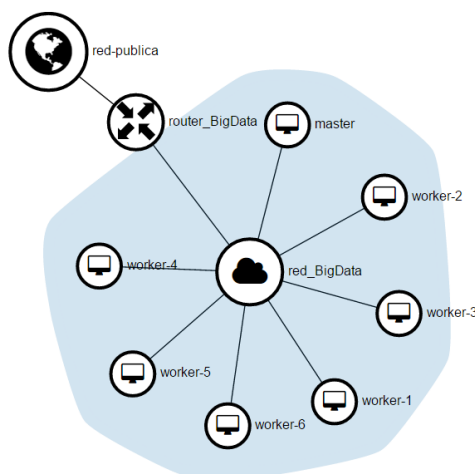 red-publica
router_BigData
master
worker-2
worker-4
red_BigData
worker-3
worker-5
worker-1
worker-6